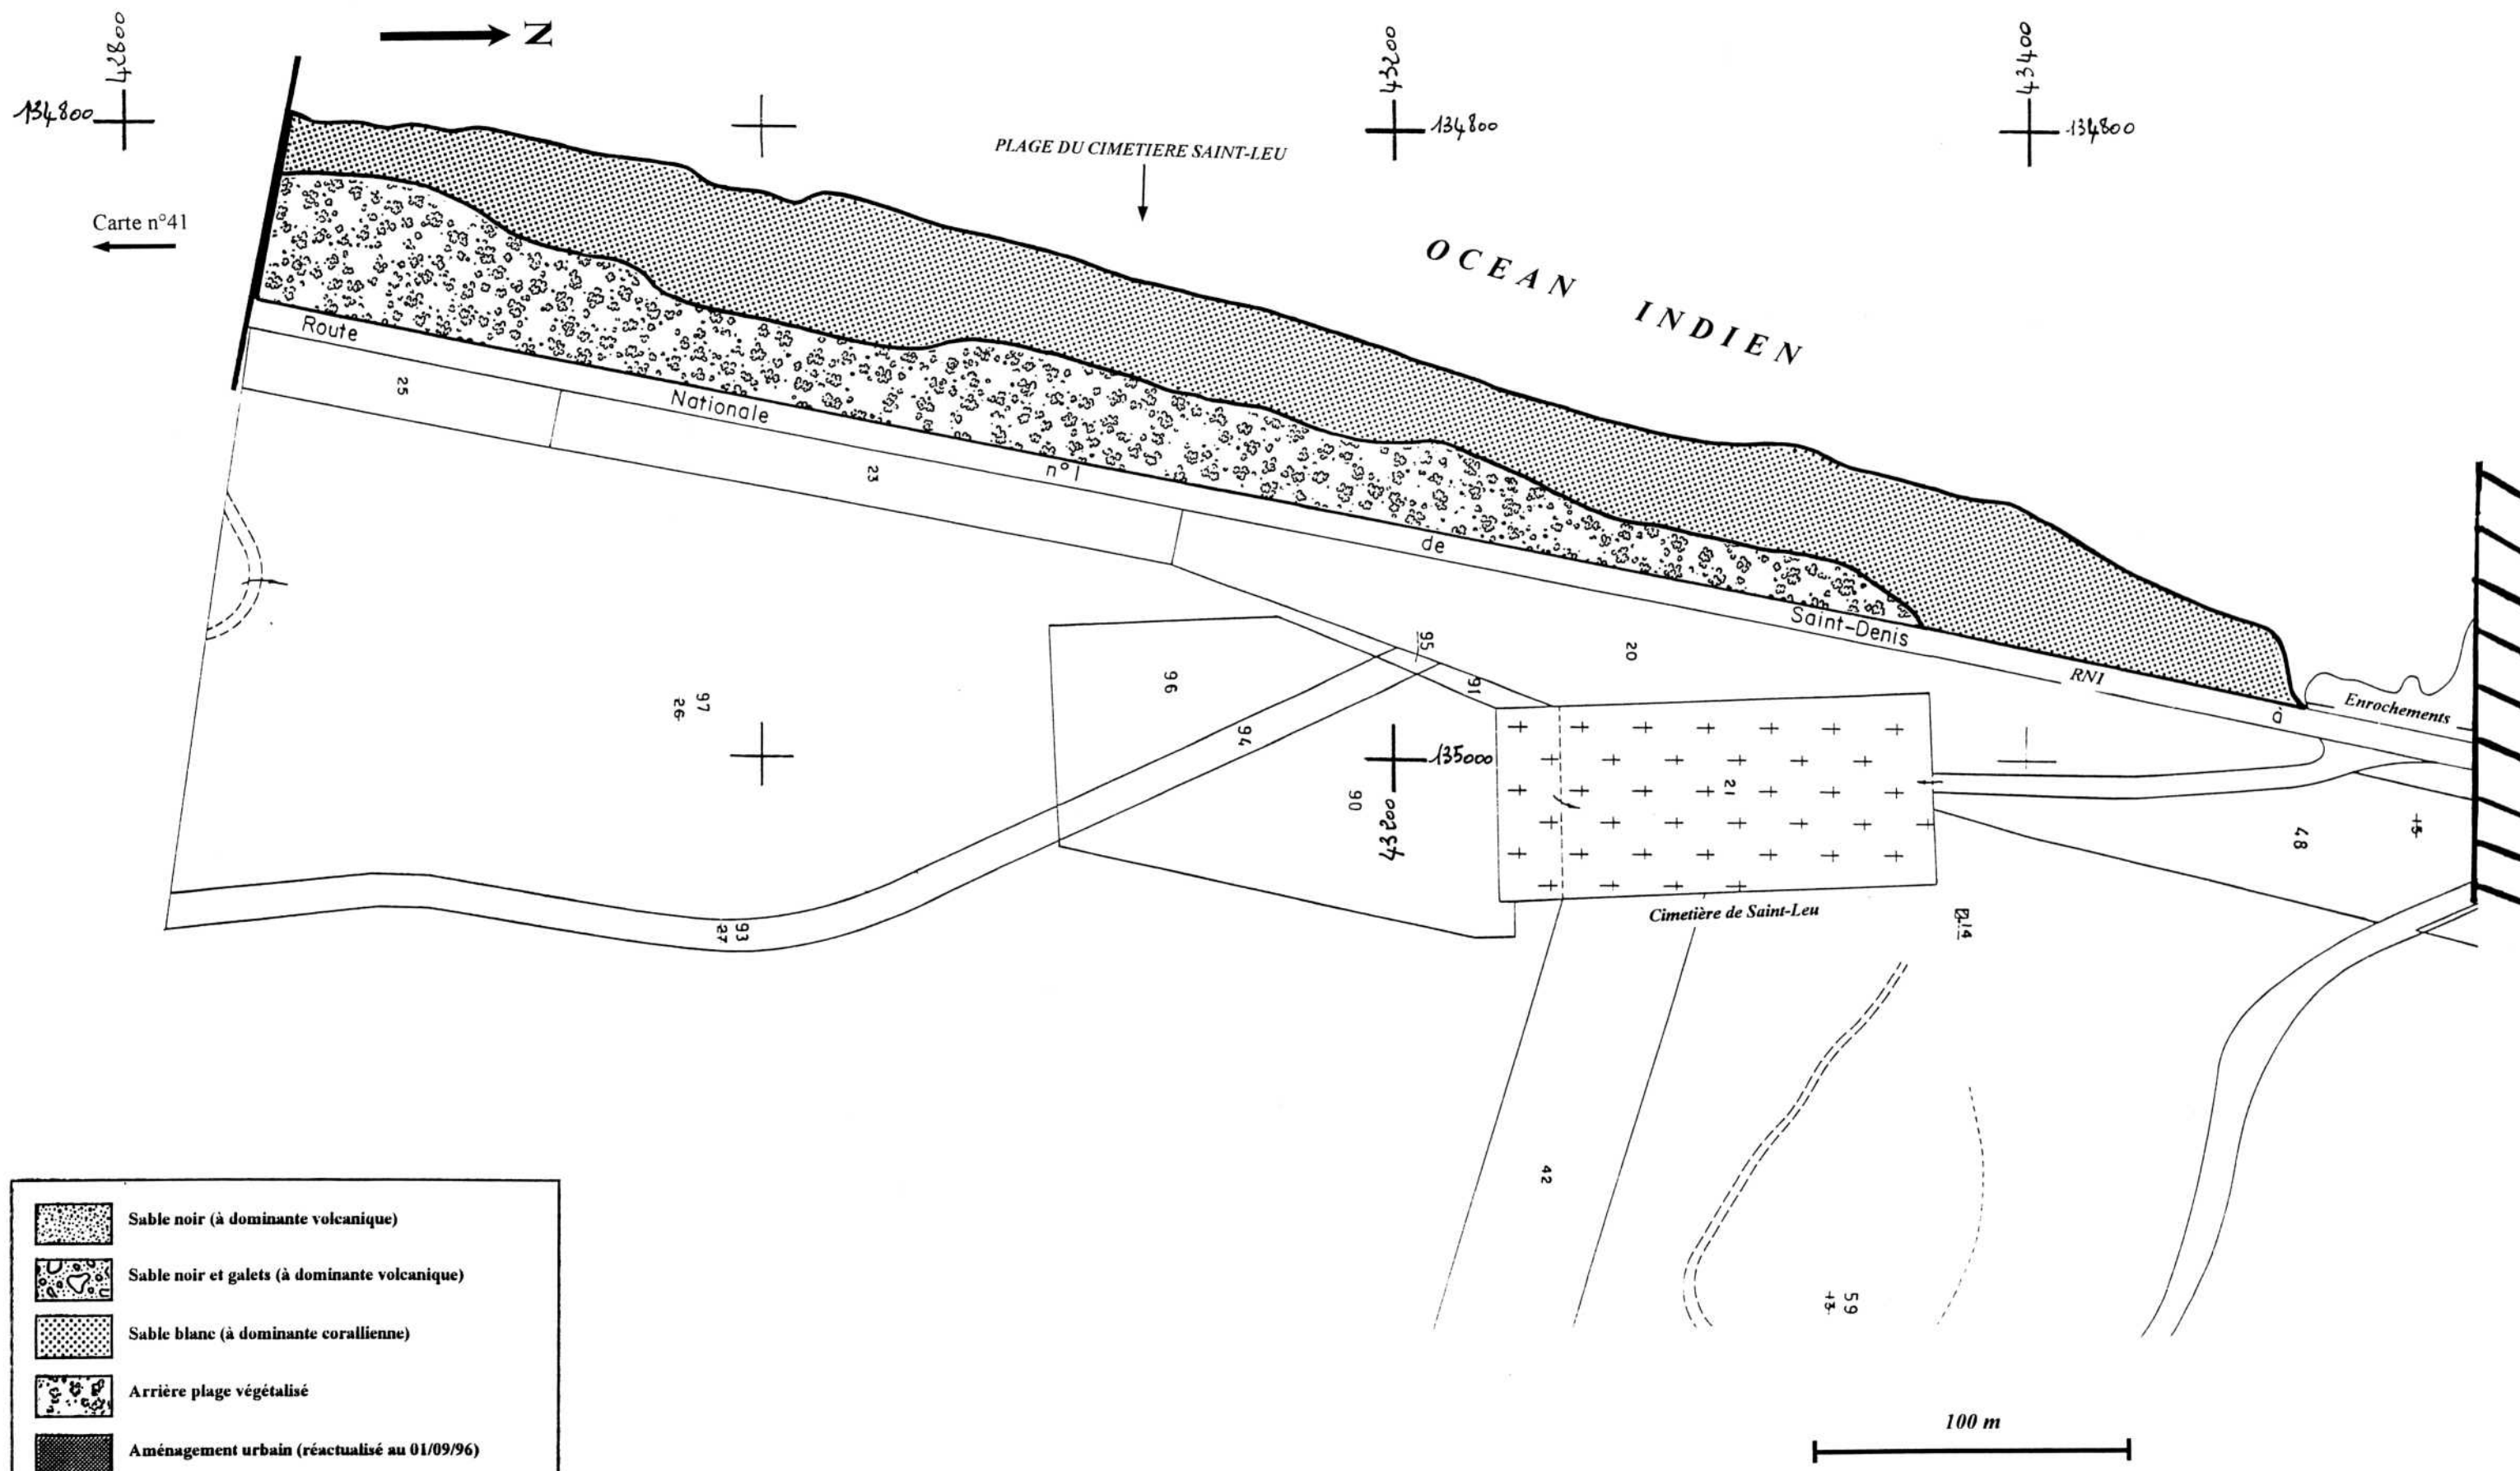 42800
N
43200
43400
134800
134800
134800
PLAGE DU CIMETIERE SAINT-LEU
Carte n°41
OCEAN INDIEN
Route
Nationale
n°1
de
Saint-Denis
à
RN1
Enrochements
25
23
20
95
91
96
94
97
26
135000
43200
90
21
48
15
93
27
Cimetière de Saint-Leu
14
42
59
13
Sable noir (à dominante volcanique)
Sable noir et galets (à dominante volcanique)
Sable blanc (à dominante corallienne)
Arrière plage végétalisé
Aménagement urbain (réactualisé au 01/09/96)
100 m